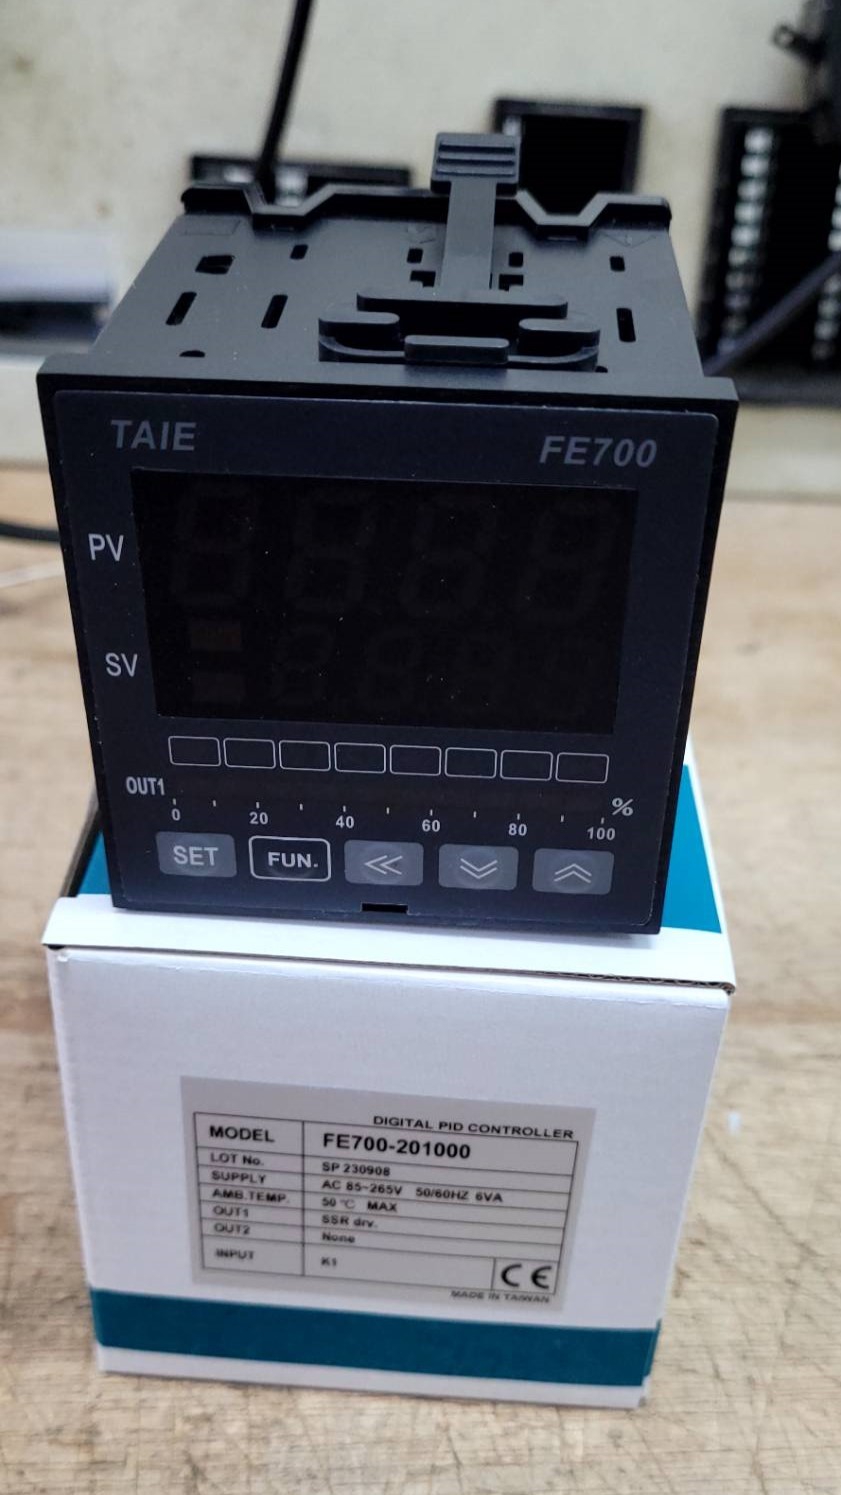 TAIE FE700
PV
SV
OUT1
0 20 40 60 80 100 %
SET FUN.
DIGITAL PID CONTROLLER
MODEL FE700-201000
LOT No. SP 230908
SUPPLY AC 85~265V 50/60HZ 6VA
AMB.TEMP. 50 °C MAX
OUT1 SSR drv.
OUT2 None
INPUT K1
CE
MADE IN TAIWAN